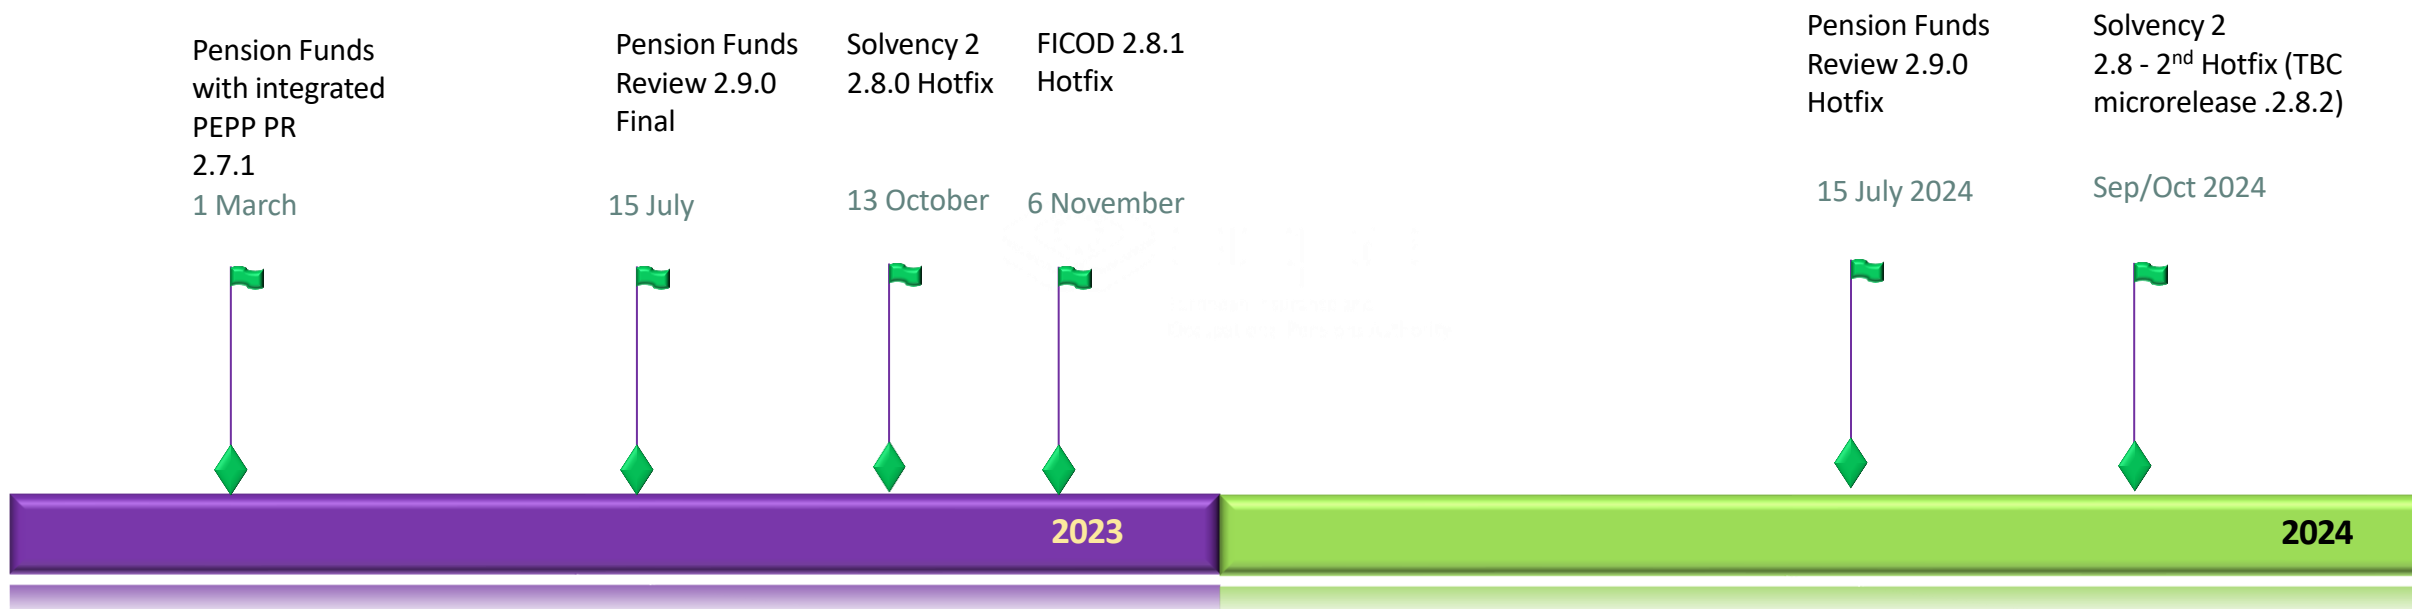 Pension Funds
with integrated
PEPP PR
2.7.1
1 March
Pension Funds
Review 2.9.0
Final
15 July
Solvency 2
2.8.0 Hotfix
13 October
FICOD 2.8.1
Hotfix
6 November
Pension Funds
Review 2.9.0
Hotfix
15 July 2024
Solvency 2
2.8 - 2nd Hotfix (TBC
microrelease .2.8.2)
Sep/Oct 2024
2023
2024